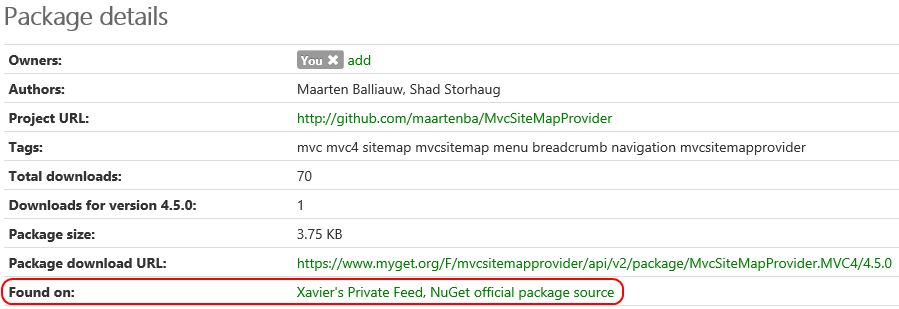 Package details
Owners: You ✖ add
Authors: Maarten Balliauw, Shad Storhaug
Project URL: http://github.com/maartenba/MvcSiteMapProvider
Tags: mvc mvc4 sitemap mvcsitemap menu breadcrumb navigation mvcsitemapprovider
Total downloads: 70
Downloads for version 4.5.0: 1
Package size: 3.75 KB
Package download URL: https://www.myget.org/F/mvcsitemapprovider/api/v2/package/MvcSiteMapProvider.MVC4/4.5.0
Found on: Xavier's Private Feed, NuGet official package source